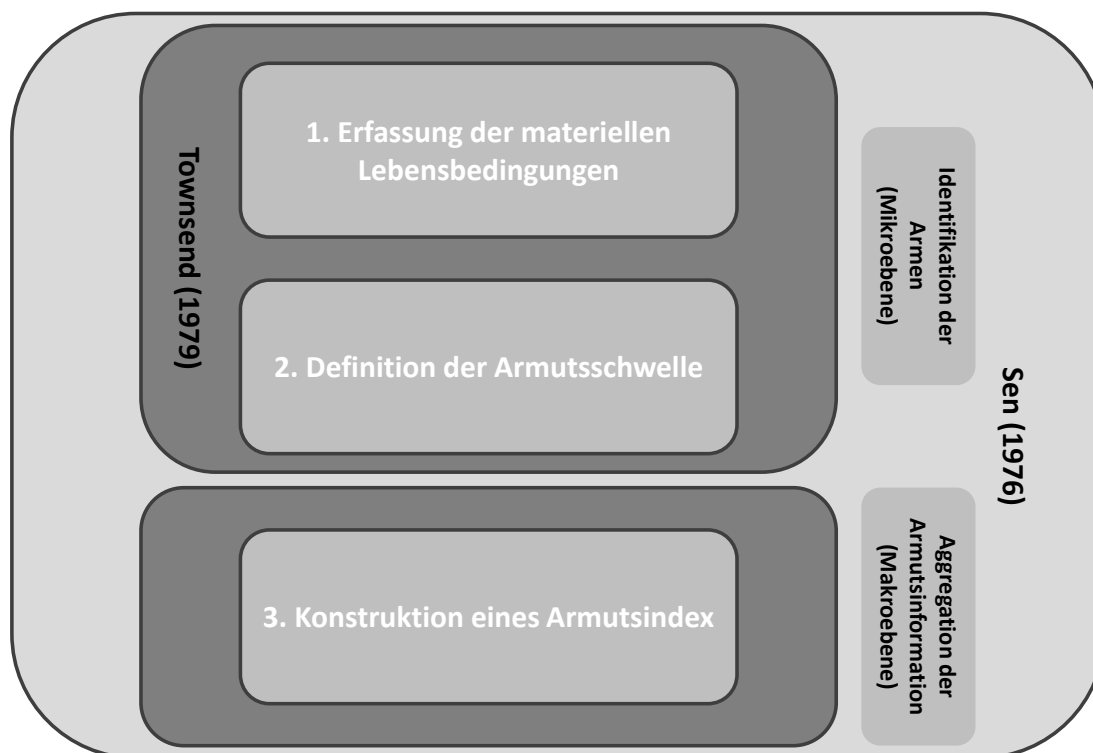 Townsend (1979)
1. Erfassung der materiellen
Lebensbedingungen
2. Definition der Armutsschwelle
3. Konstruktion eines Armutsindex
Identifikation der
Armen
(Mikroebene)
Aggregation der
Armutsinformation
(Makroebene)
Sen (1976)